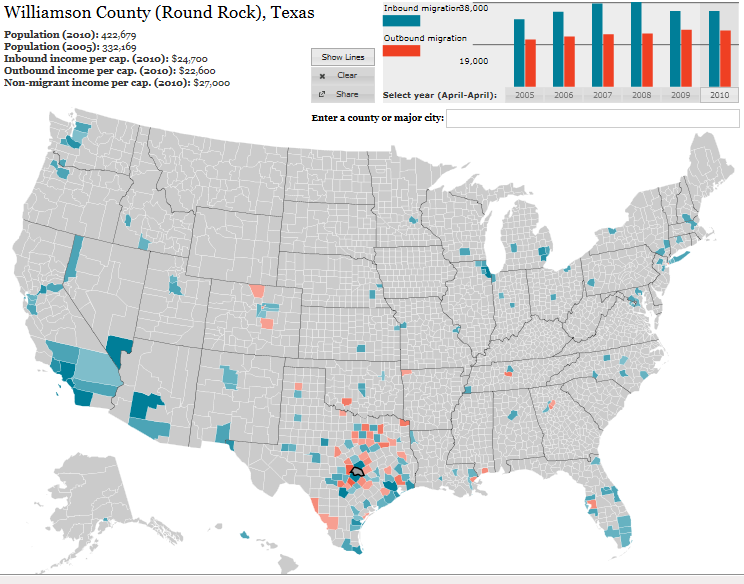 Williamson County (Round Rock), Texas
Population (2010): 422,679
Population (2005): 332,169
Inbound income per cap. (2010): $24,700
Outbound income per cap. (2010): $22,600
Non-migrant income per cap. (2010): $27,000
Show Lines
Clear
Share
Inbound migration38,000
Outbound migration
19,000
Select year (April-April): 2005 2006 2007 2008 2009 2010
Enter a county or major city: